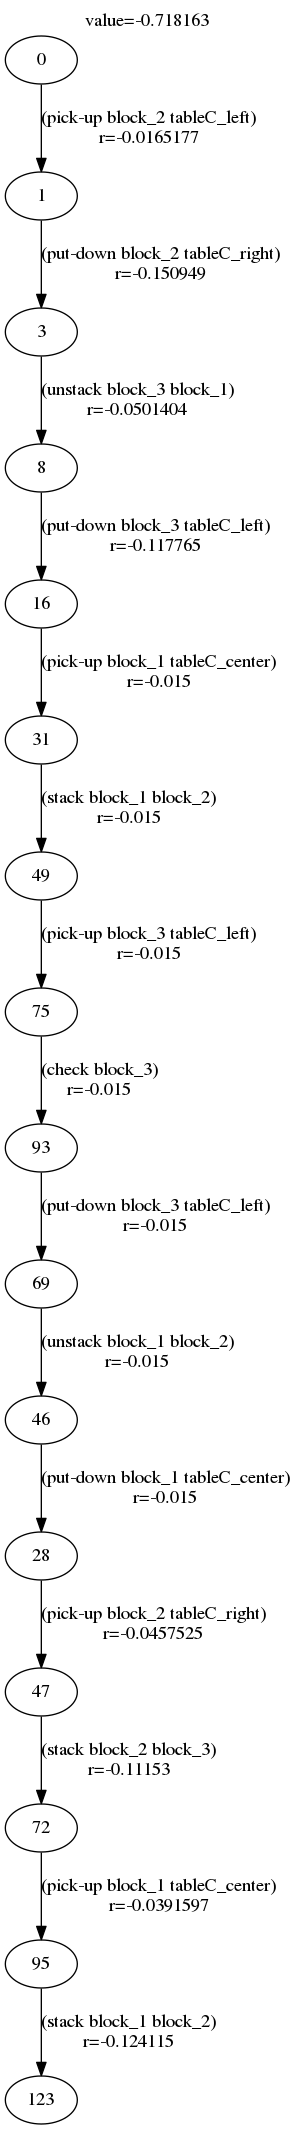 value=-0.718163
0
(pick-up block_2 tableC_left)
r=-0.0165177
1
(put-down block_2 tableC_right)
r=-0.150949
3
(unstack block_3 block_1)
r=-0.0501404
8
(put-down block_3 tableC_left)
r=-0.117765
16
(pick-up block_1 tableC_center)
r=-0.015
31
(stack block_1 block_2)
r=-0.015
49
(pick-up block_3 tableC_left)
r=-0.015
75
(check block_3)
r=-0.015
93
(put-down block_3 tableC_left)
r=-0.015
69
(unstack block_1 block_2)
r=-0.015
46
(put-down block_1 tableC_center)
r=-0.015
28
(pick-up block_2 tableC_right)
r=-0.0457525
47
(stack block_2 block_3)
r=-0.11153
72
(pick-up block_1 tableC_center)
r=-0.0391597
95
(stack block_1 block_2)
r=-0.124115
123